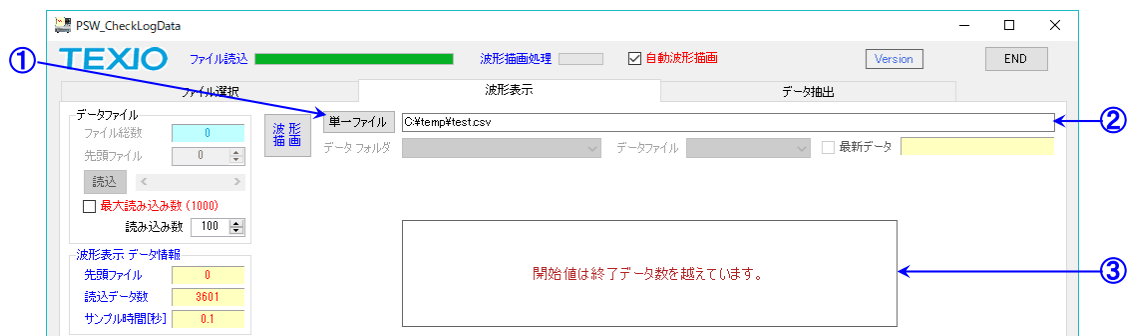 PSW_CheckLogData
TEXIO ファイル読込 波形描画処理 自動波形描画 Version END
①
ファイル選択 波形表示 データ抽出
データファイル
ファイル総数 0
先頭ファイル 0
読込
最大読み込み数 (1000)
読み込み数 100
波形表示 データ情報
先頭ファイル 0
読込データ数 3601
サンプル時間[秒] 0.1
波形
描画
単一ファイル C:¥temp¥test.csv ②
データ フォルダ データファイル 最新データ
開始値は終了データ数を越えています。 ③